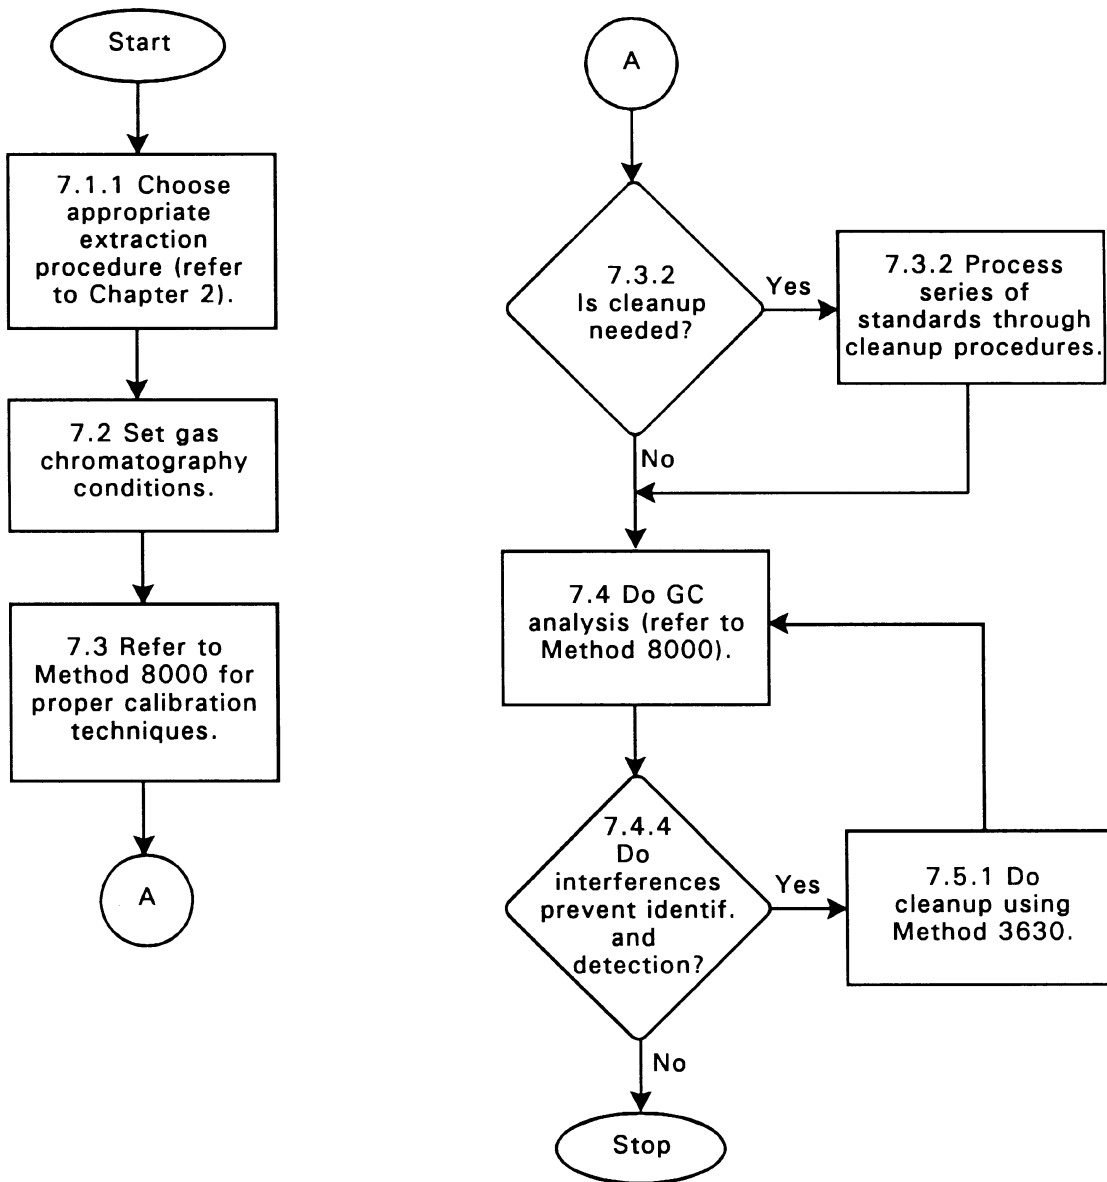 Start
7.1.1 Choose
appropriate
extraction
procedure (refer
to Chapter 2).
7.2 Set gas
chromatography
conditions.
7.3 Refer to
Method 8000 for
proper calibration
techniques.
A
A
7.3.2
Is cleanup
needed?
Yes
7.3.2 Process
series of
standards through
cleanup procedures.
No
7.4 Do GC
analysis (refer to
Method 8000).
7.4.4
Do
interferences
prevent identif.
and
detection?
Yes
7.5.1 Do
cleanup using
Method 3630.
No
Stop